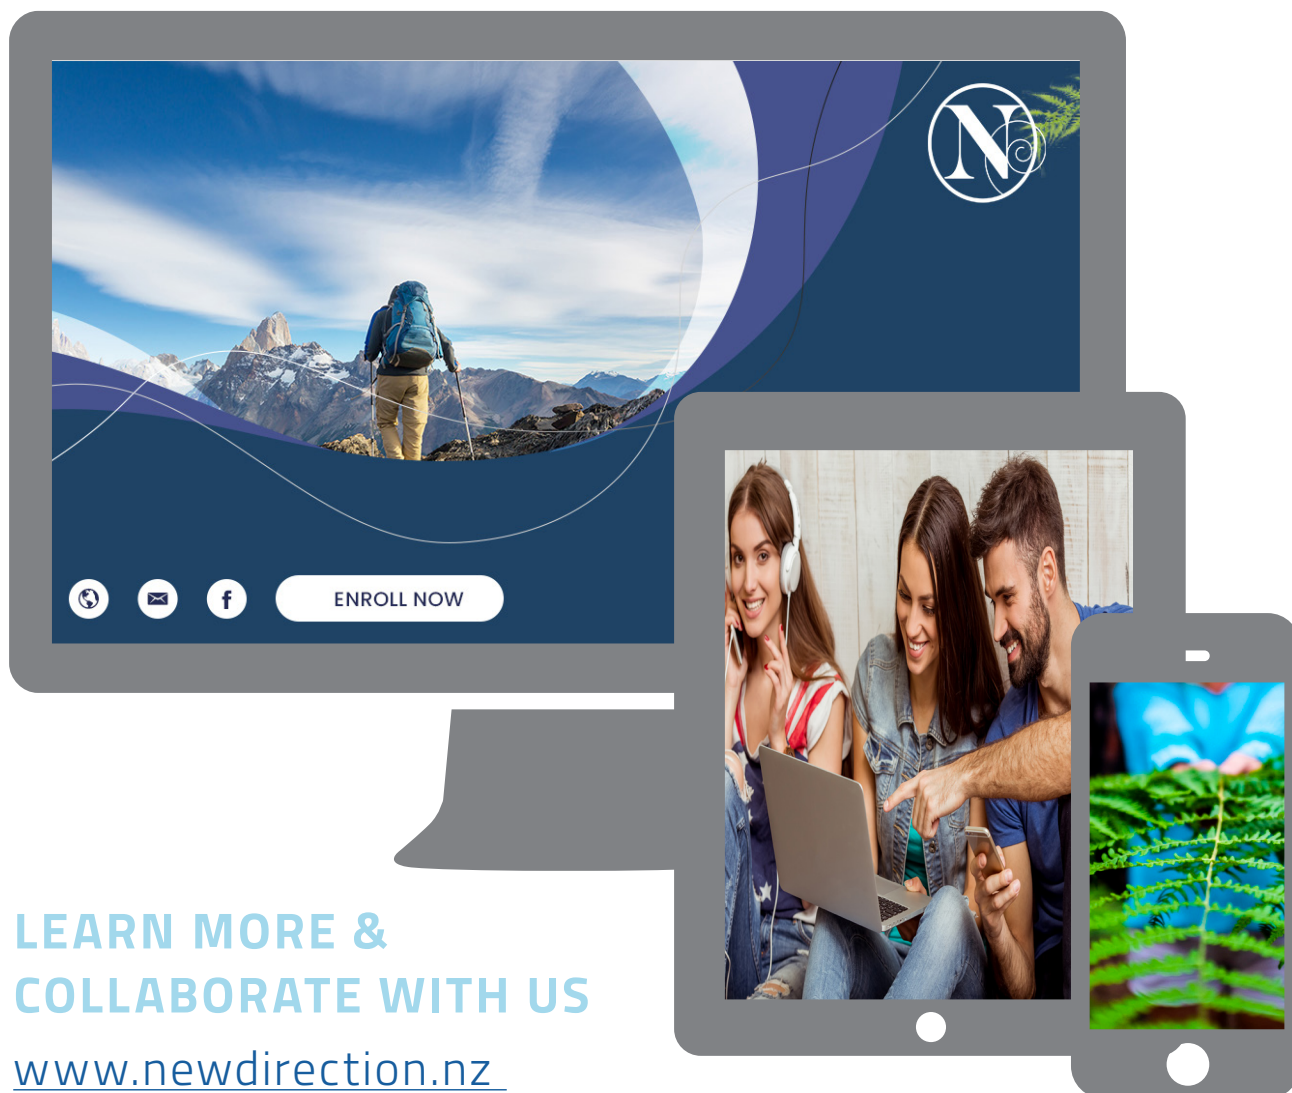 N
f
ENROLL NOW
LEARN MORE &
COLLABORATE WITH US
www.newdirection.nz